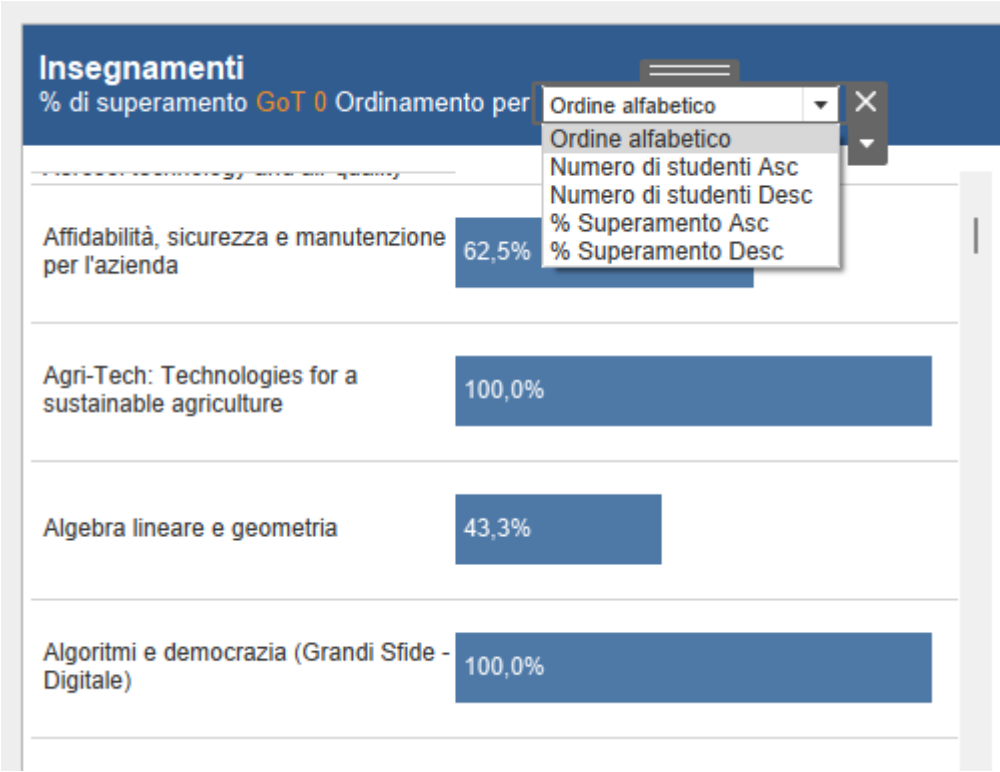 Insegnamenti
% di superamento GoT 0 Ordinamento per
Ordine alfabetico
Ordine alfabetico
Numero di studenti Asc
Numero di studenti Desc
% Superamento Asc
% Superamento Desc
Affidabilità, sicurezza e manutenzione
per l'azienda
62,5%
Agri-Tech: Technologies for a
sustainable agriculture
100,0%
Algebra lineare e geometria
43,3%
Algoritmi e democrazia (Grandi Sfide -
Digitale)
100,0%